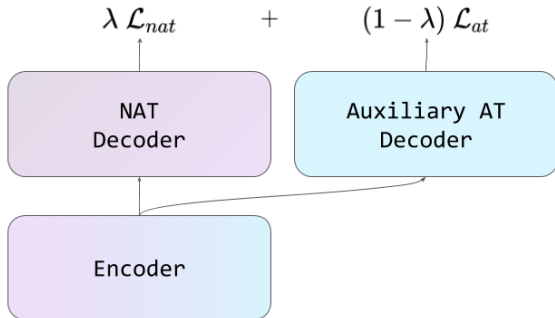 λ ℒ_nat + (1 − λ) ℒ_at
NAT
Decoder
Auxiliary AT
Decoder
Encoder